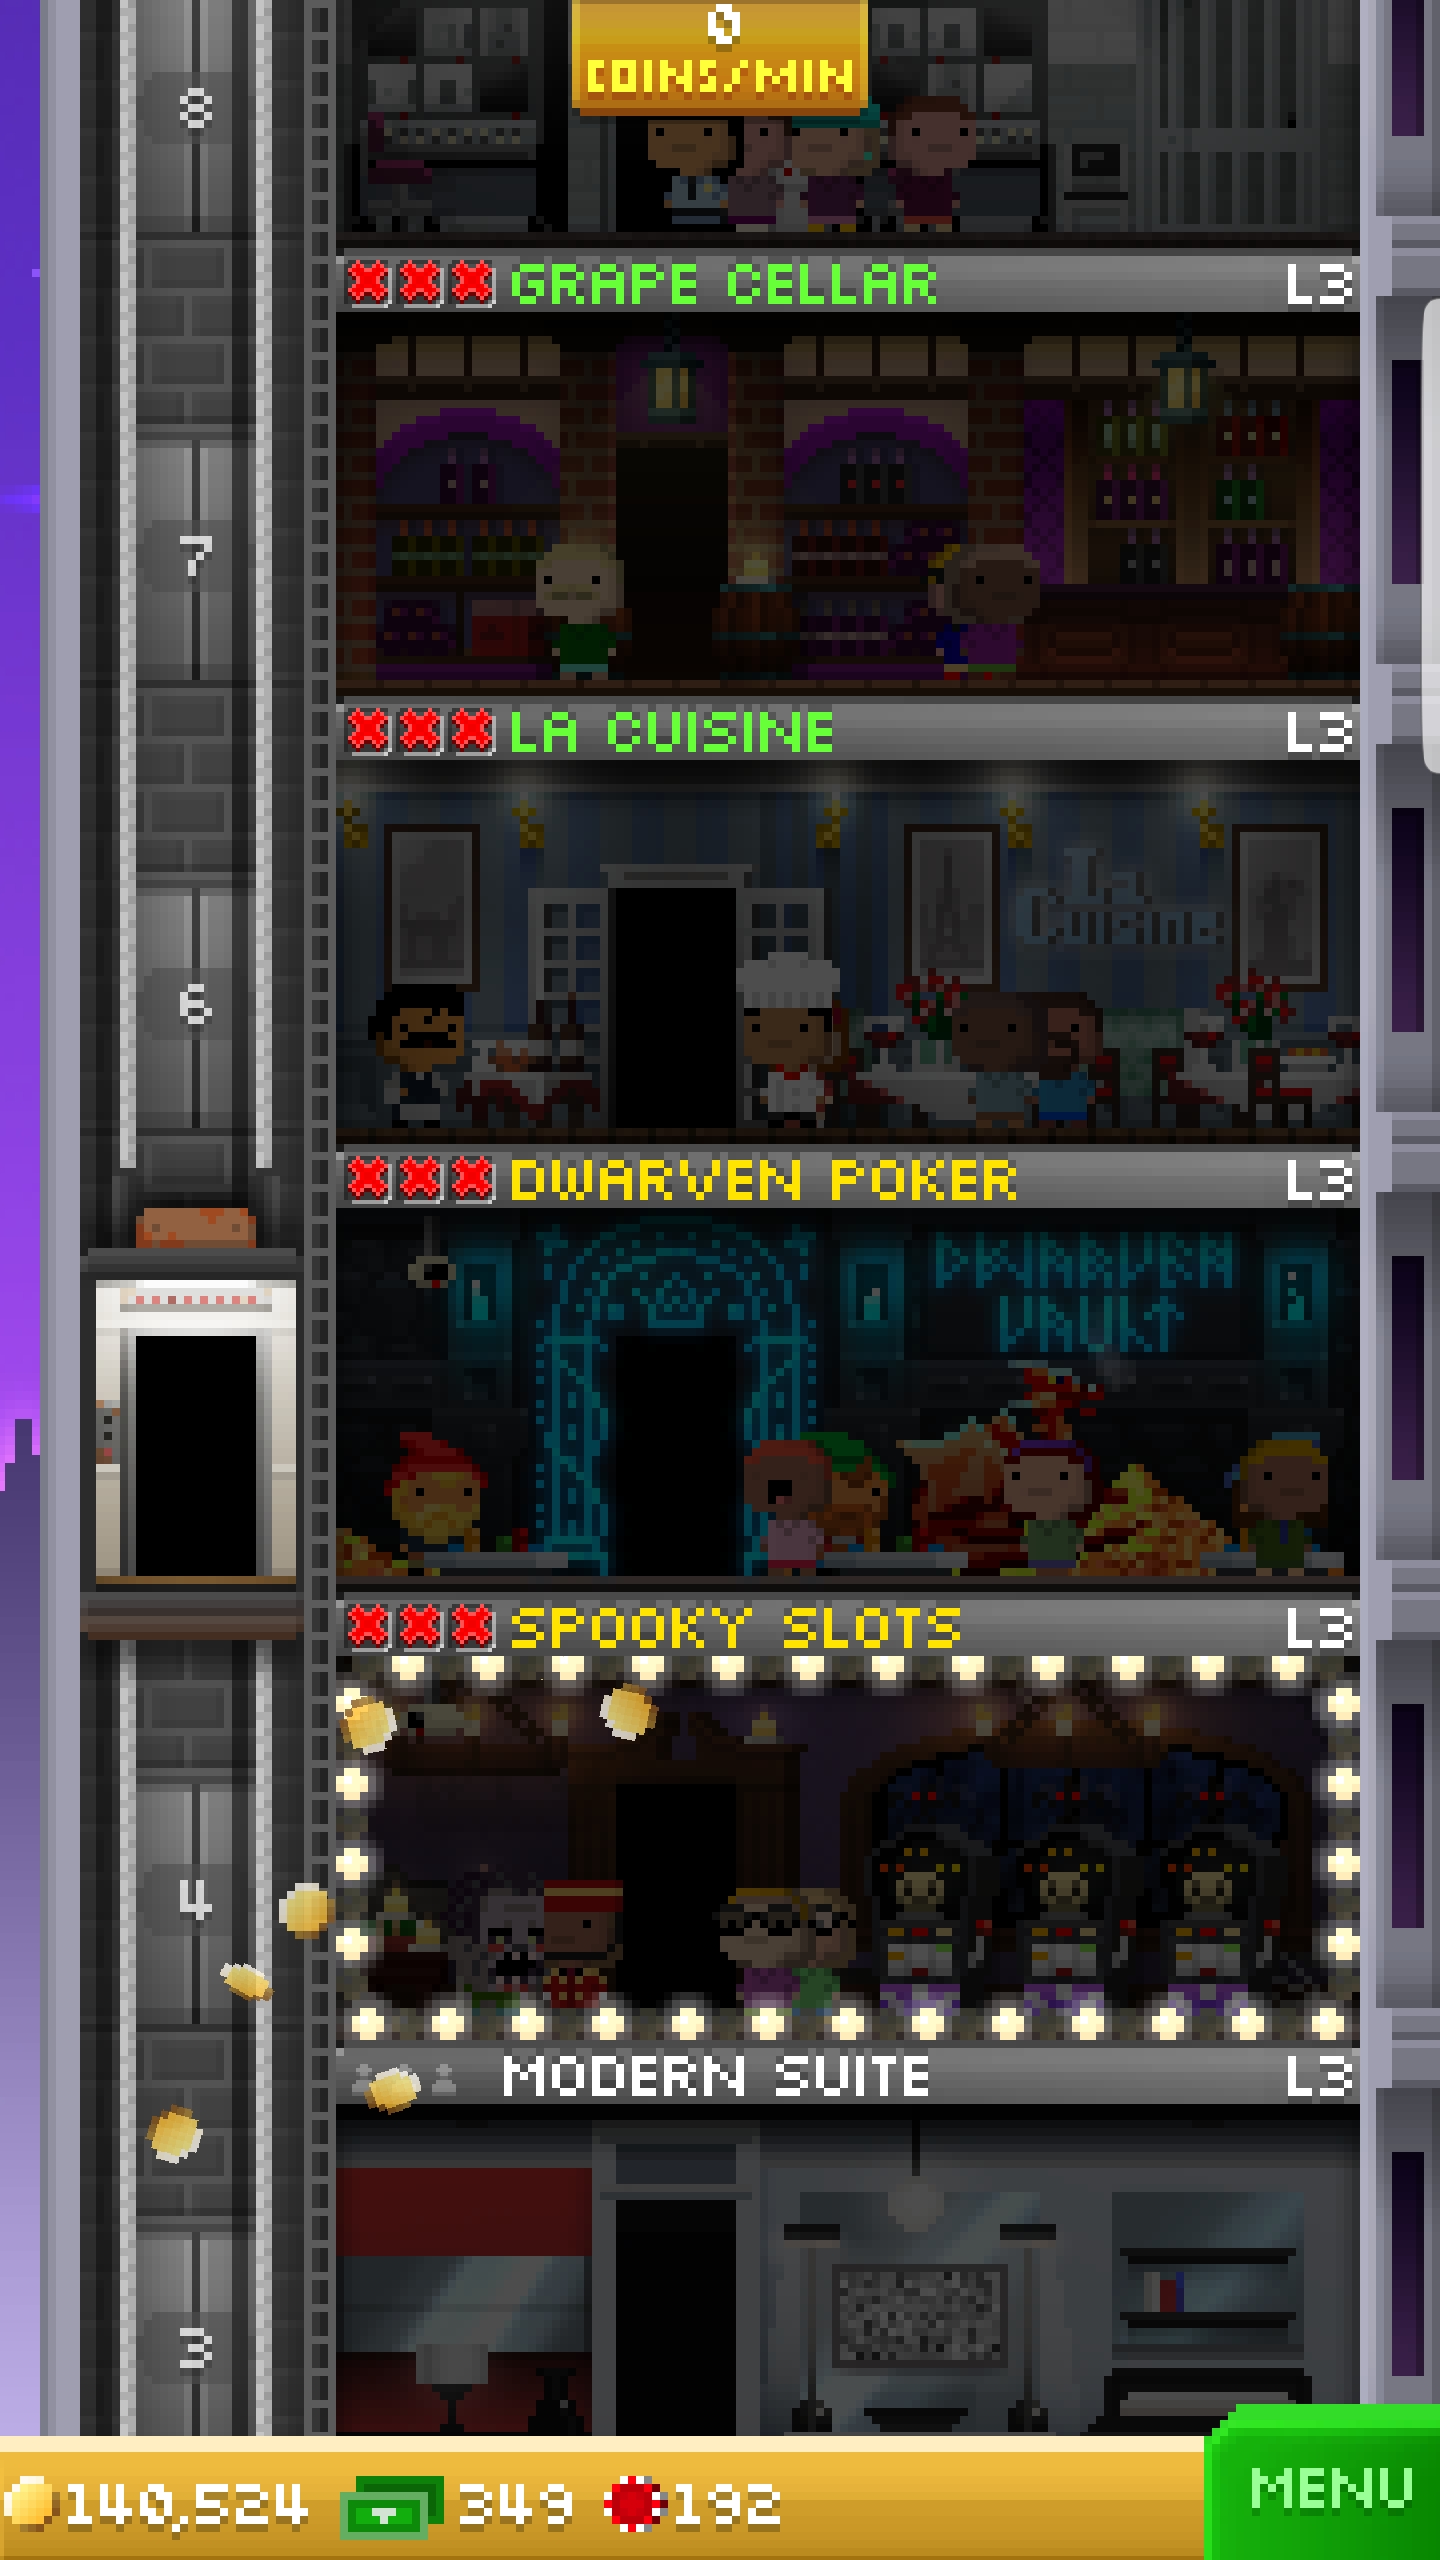 0
COINS/MIN
8
GRAPE CELLAR L3
7
LA CUISINE L3
La
Cuisine
6
DWARVEN POKER L3
DWARVEN
VAULT
SPOOKY SLOTS L3
4
MODERN SUITE L3
3
140,524 349 192
MENU